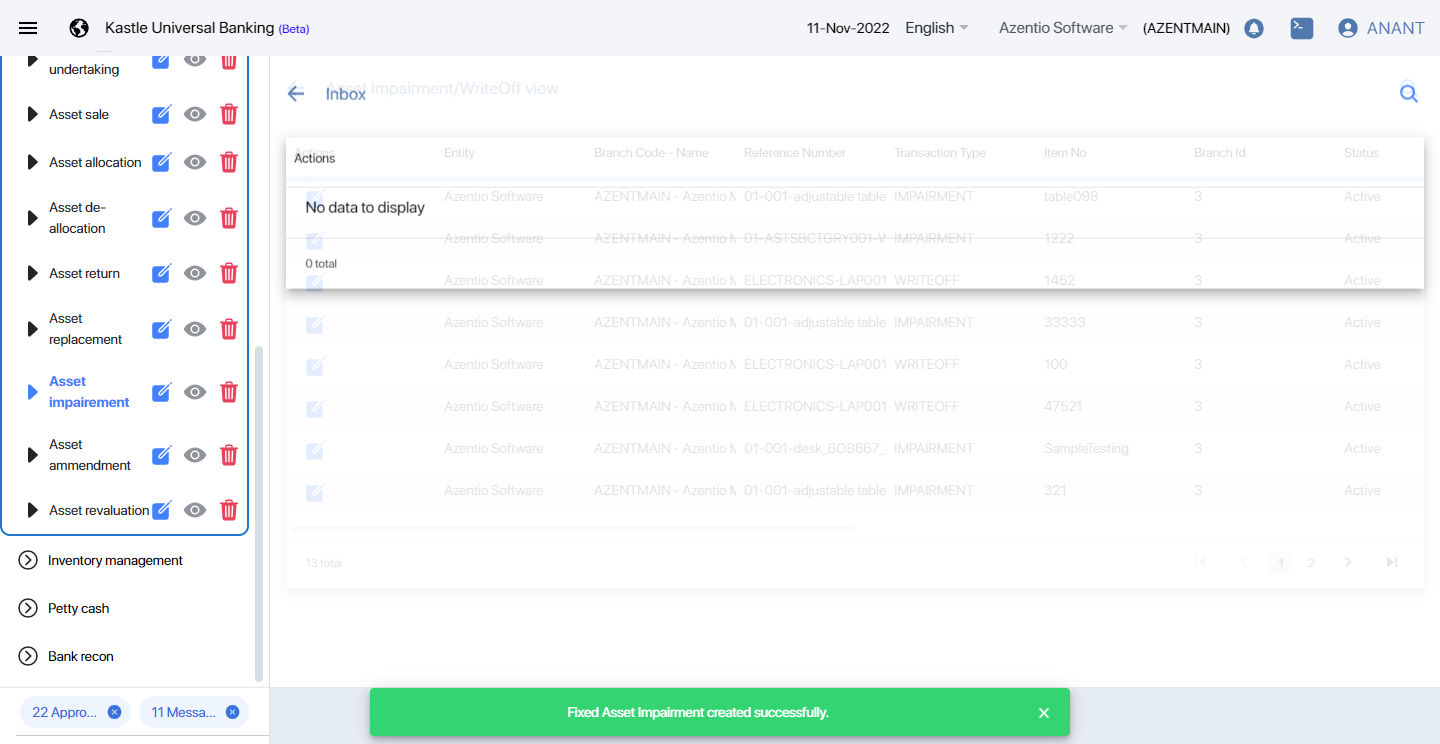 Kastle Universal Banking (Beta)
11-Nov-2022
English
Azentio Software
(AZENTMAIN)
ANANT
undertaking
Asset sale
Asset allocation
Asset de-
allocation
Asset return
Asset
replacement
Asset
impairement
Asset
ammendment
Asset revaluation
Inventory management
Petty cash
Bank recon
22 Appro...
11 Messa...
Asset Impairment/WriteOff view
Inbox
Actions Entity Branch Code - Name Reference Number Transaction Type Item No Branch Id Status
Actions
Azentio Software AZENTMAIN - Azentio M 01-001-adjustable table IMPAIRMENT table098 3 Active
No data to display
Azentio Software AZENTMAIN - Azentio M 01-ASTSBCTGRY001-W IMPAIRMENT 1222 3 Active
0 total
Azentio Software AZENTMAIN - Azentio M ELECTRONICS-LAP001 WRITEOFF 1452 3 Active
Azentio Software AZENTMAIN - Azentio M 01-001-adjustable table IMPAIRMENT 33333 3 Active
Azentio Software AZENTMAIN - Azentio M ELECTRONICS-LAP001 WRITEOFF 100 3 Active
Azentio Software AZENTMAIN - Azentio M ELECTRONICS-LAP001 WRITEOFF 47521 3 Active
Azentio Software AZENTMAIN - Azentio M 01-001-desk_BOB667_ IMPAIRMENT SampleTesting 3 Active
Azentio Software AZENTMAIN - Azentio M 01-001-adjustable table IMPAIRMENT 321 3 Active
13 total
1 2
Fixed Asset Impairment created successfully.